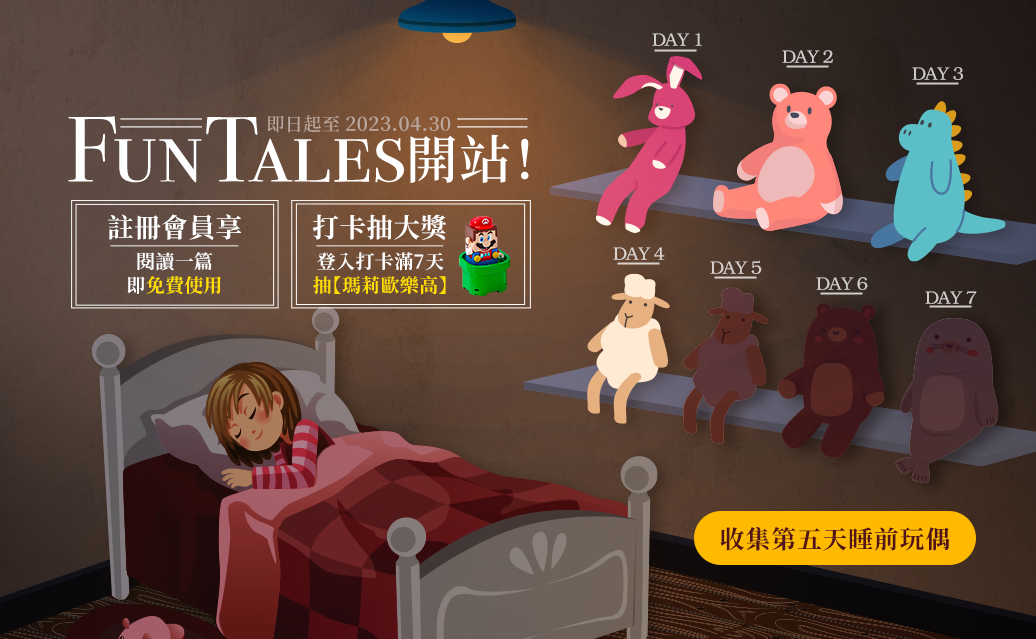 即日起至 2023.04.30
FUNTALES開站!
註冊會員享
閱讀一篇
即免費使用
打卡抽大獎
登入打卡滿7天
抽【瑪莉歐樂高】
DAY 1
DAY 2
DAY 3
DAY 4
DAY 5
DAY 6
DAY 7
收集第五天睡前玩偶